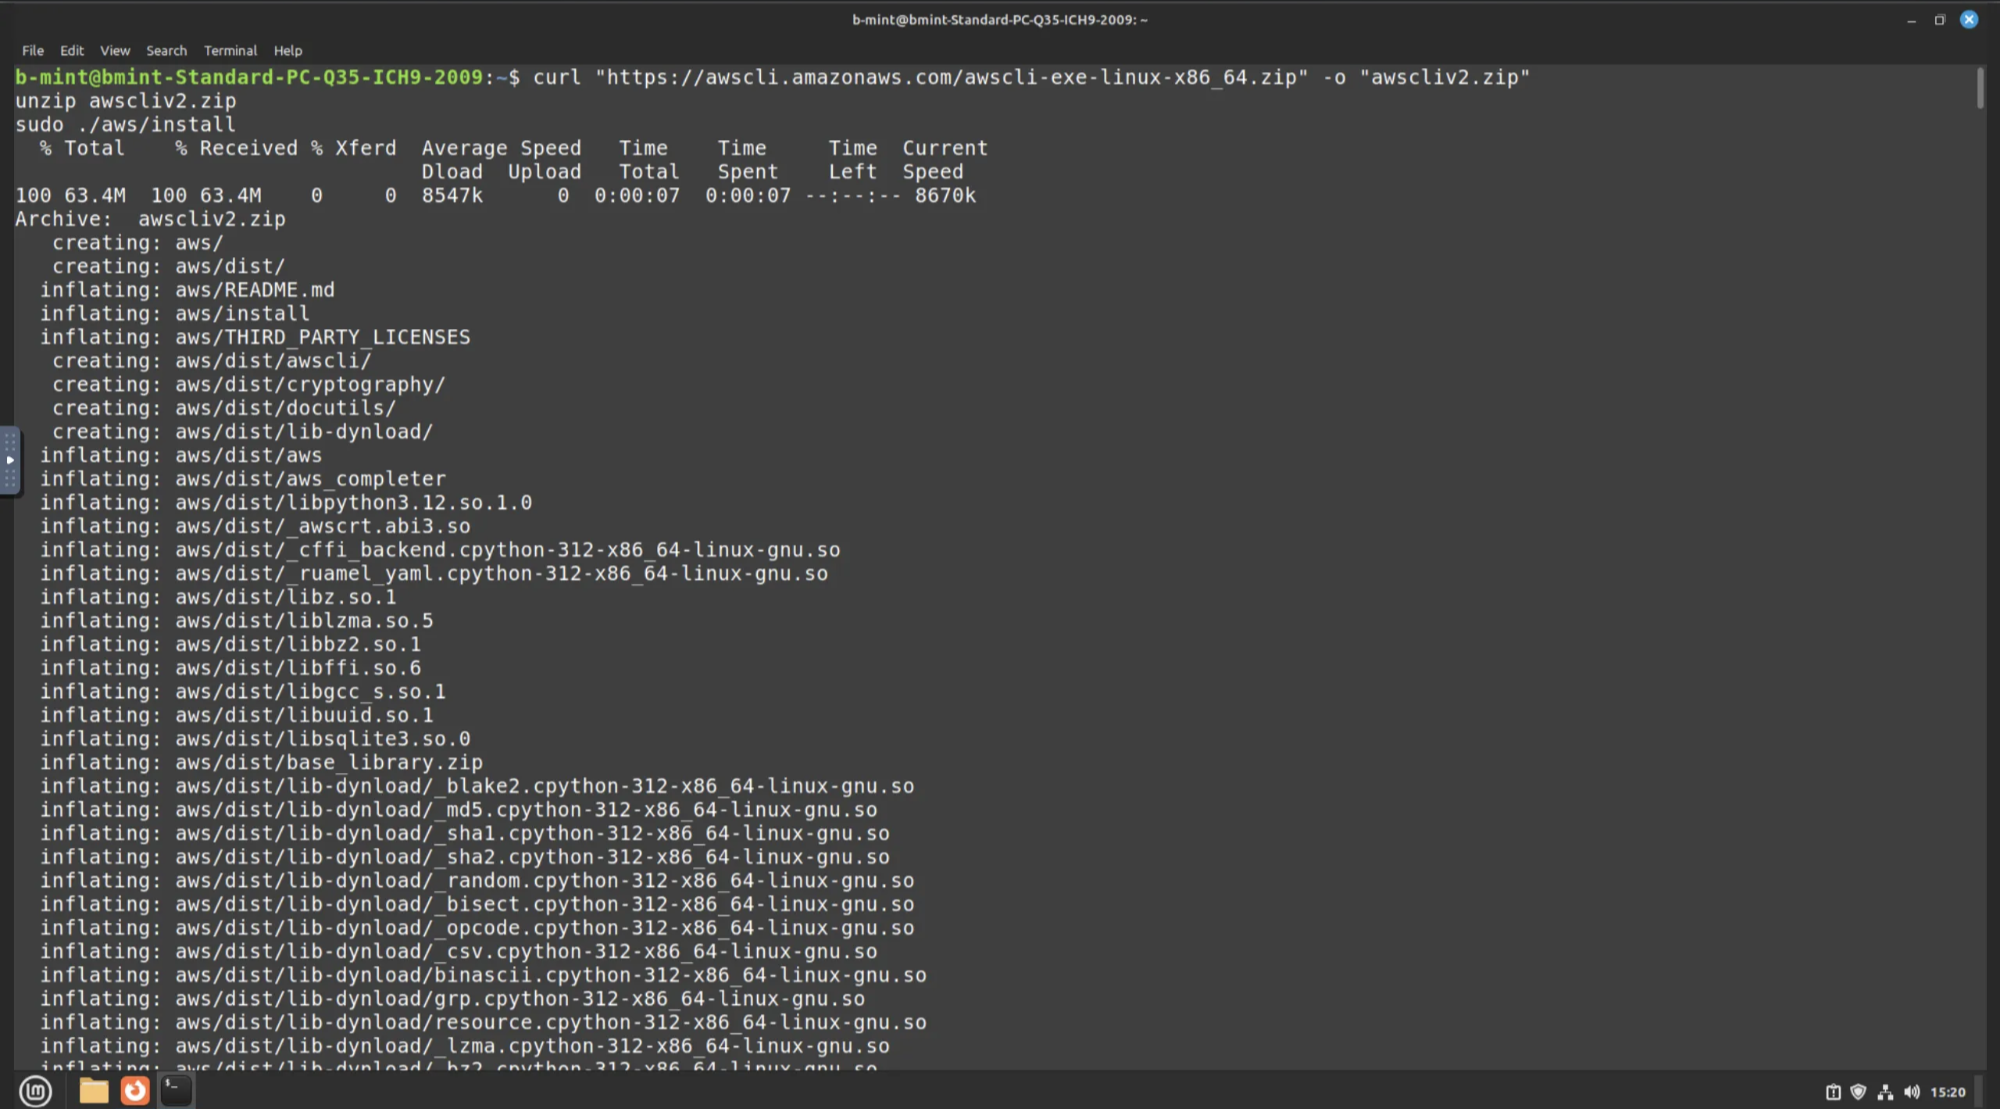 b-mint@bmint-Standard-PC-Q35-ICH9-2009: ~
File Edit View Search Terminal Help
b-mint@bmint-Standard-PC-Q35-ICH9-2009:~$ curl "https://awscli.amazonaws.com/awscli-exe-linux-x86_64.zip" -o "awscliv2.zip"
unzip awscliv2.zip
sudo ./aws/install
  % Total    % Received % Xferd  Average Speed   Time    Time     Time  Current
                                 Dload  Upload   Total   Spent    Left  Speed
100 63.4M  100 63.4M    0     0  8547k      0  0:00:07  0:00:07 --:--:-- 8670k
Archive:  awscliv2.zip
   creating: aws/
   creating: aws/dist/
  inflating: aws/README.md
  inflating: aws/install
  inflating: aws/THIRD_PARTY_LICENSES
   creating: aws/dist/awscli/
   creating: aws/dist/cryptography/
   creating: aws/dist/docutils/
   creating: aws/dist/lib-dynload/
  inflating: aws/dist/aws
  inflating: aws/dist/aws_completer
  inflating: aws/dist/libpython3.12.so.1.0
  inflating: aws/dist/_awscrt.abi3.so
  inflating: aws/dist/_cffi_backend.cpython-312-x86_64-linux-gnu.so
  inflating: aws/dist/_ruamel_yaml.cpython-312-x86_64-linux-gnu.so
  inflating: aws/dist/libz.so.1
  inflating: aws/dist/liblzma.so.5
  inflating: aws/dist/libbz2.so.1
  inflating: aws/dist/libffi.so.6
  inflating: aws/dist/libgcc_s.so.1
  inflating: aws/dist/libuuid.so.1
  inflating: aws/dist/libsqlite3.so.0
  inflating: aws/dist/base_library.zip
  inflating: aws/dist/lib-dynload/_blake2.cpython-312-x86_64-linux-gnu.so
  inflating: aws/dist/lib-dynload/_md5.cpython-312-x86_64-linux-gnu.so
  inflating: aws/dist/lib-dynload/_sha1.cpython-312-x86_64-linux-gnu.so
  inflating: aws/dist/lib-dynload/_sha2.cpython-312-x86_64-linux-gnu.so
  inflating: aws/dist/lib-dynload/_random.cpython-312-x86_64-linux-gnu.so
  inflating: aws/dist/lib-dynload/_bisect.cpython-312-x86_64-linux-gnu.so
  inflating: aws/dist/lib-dynload/_opcode.cpython-312-x86_64-linux-gnu.so
  inflating: aws/dist/lib-dynload/_csv.cpython-312-x86_64-linux-gnu.so
  inflating: aws/dist/lib-dynload/binascii.cpython-312-x86_64-linux-gnu.so
  inflating: aws/dist/lib-dynload/grp.cpython-312-x86_64-linux-gnu.so
  inflating: aws/dist/lib-dynload/resource.cpython-312-x86_64-linux-gnu.so
  inflating: aws/dist/lib-dynload/_lzma.cpython-312-x86_64-linux-gnu.so
  inflating: aws/dist/lib-dynload/_bz2.cpython-312-x86_64-linux-gnu.so
15:20